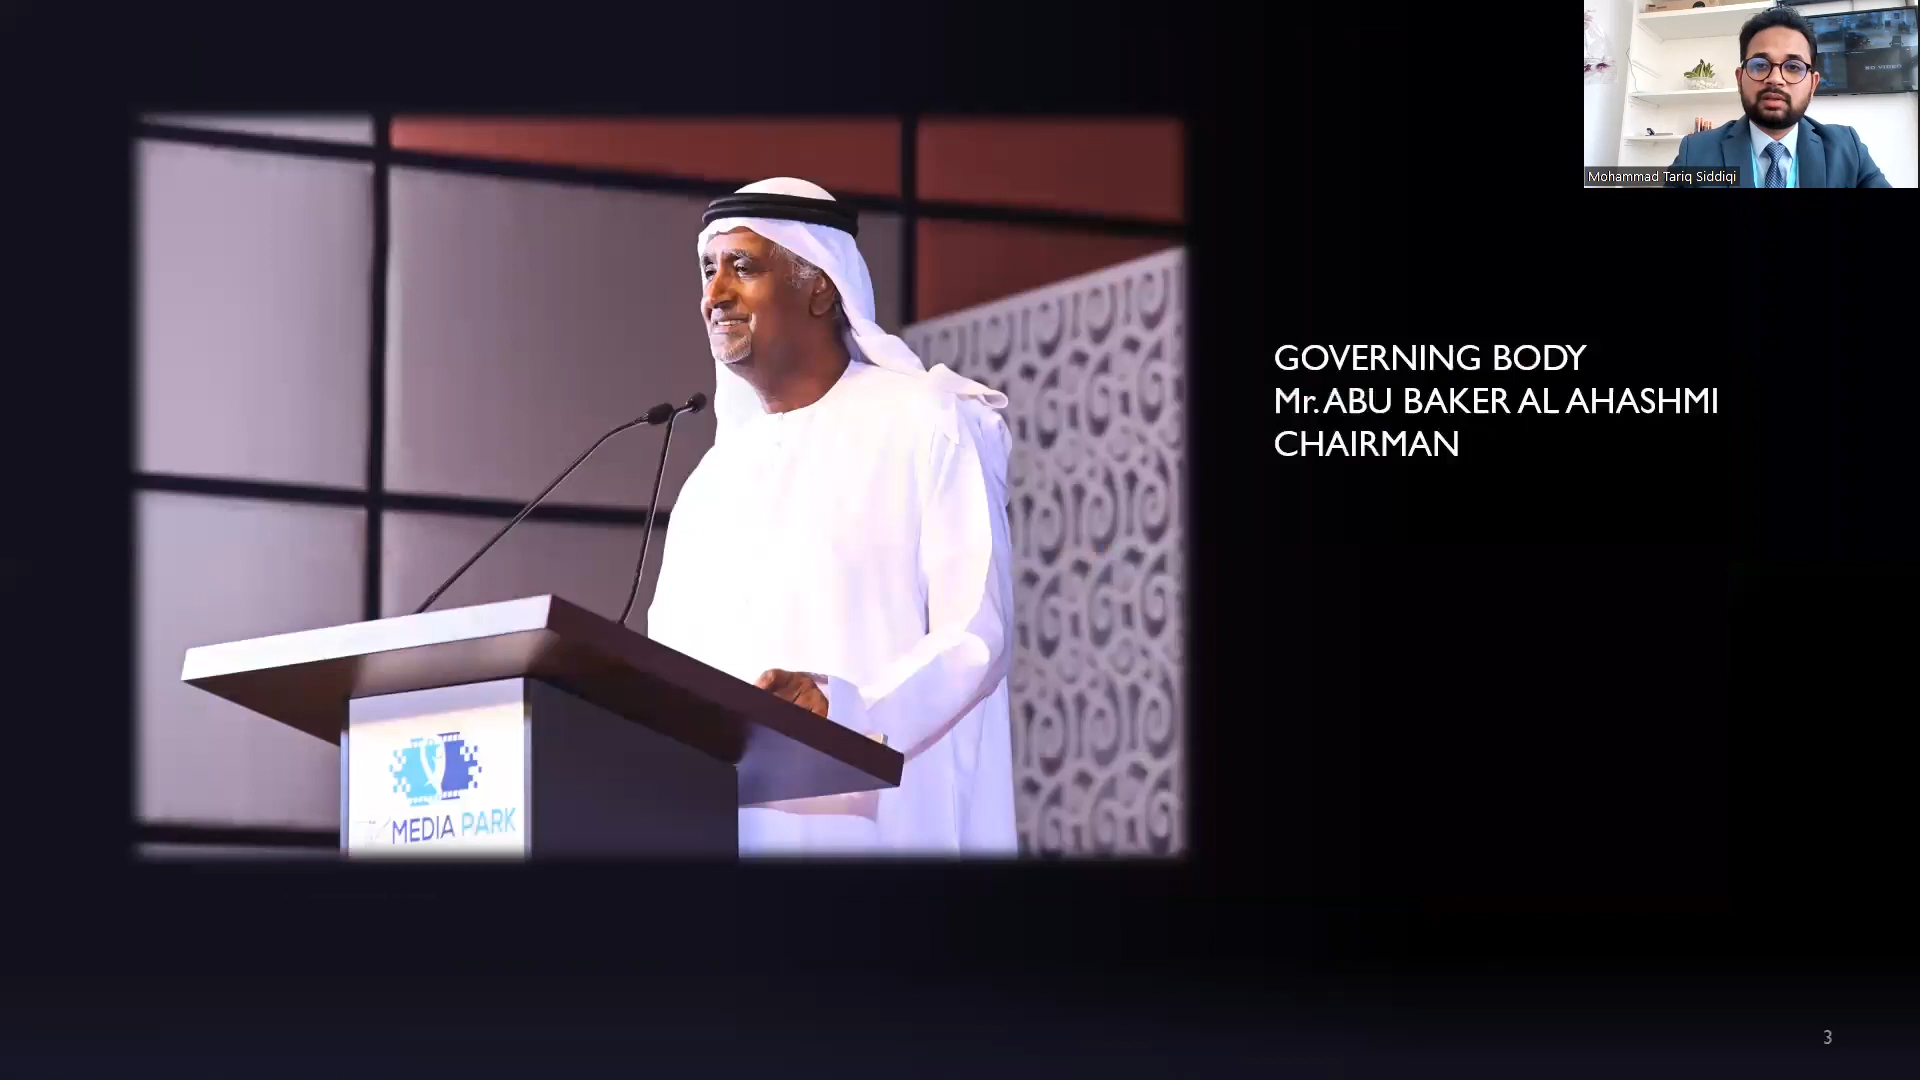 Mohammad Tariq Siddiqi
GOVERNING BODY
Mr. ABU BAKER AL AHASHMI
CHAIRMAN
MEDIA PARK
3